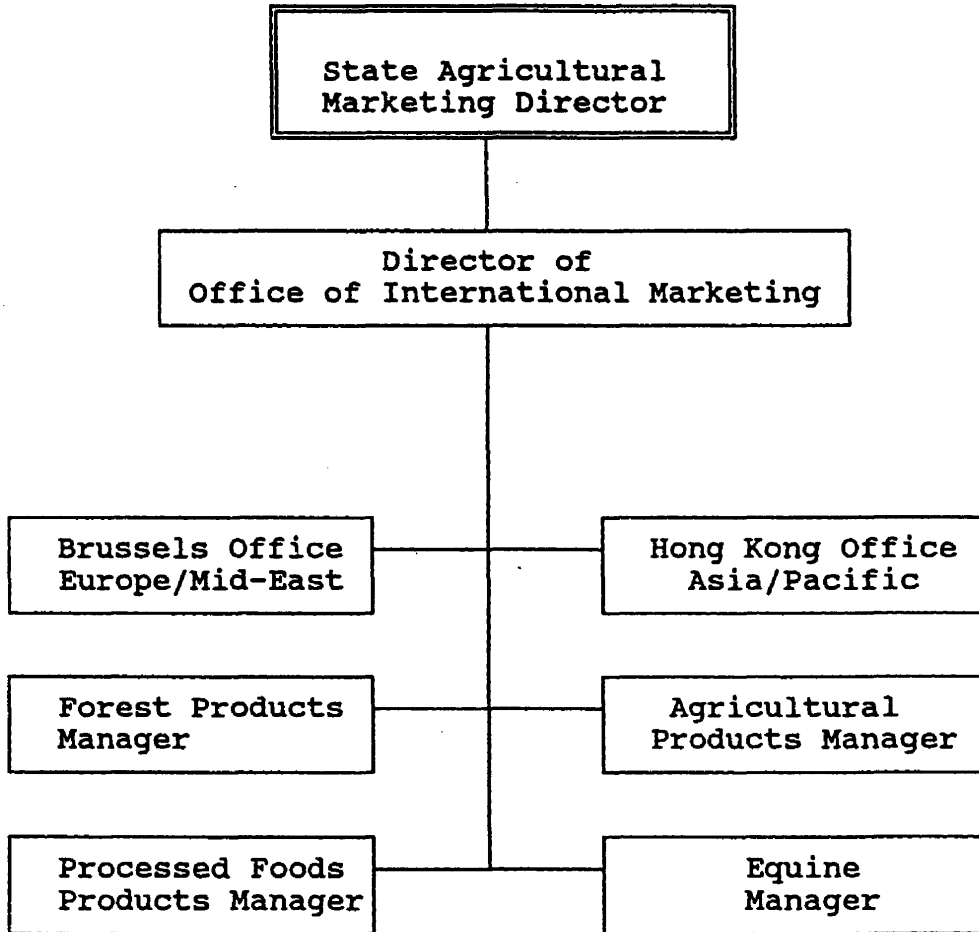 State Agricultural
Marketing Director
Director of
Office of International Marketing
Brussels Office
Europe/Mid-East
Hong Kong Office
Asia/Pacific
Forest Products
Manager
Agricultural
Products Manager
Processed Foods
Products Manager
Equine
Manager